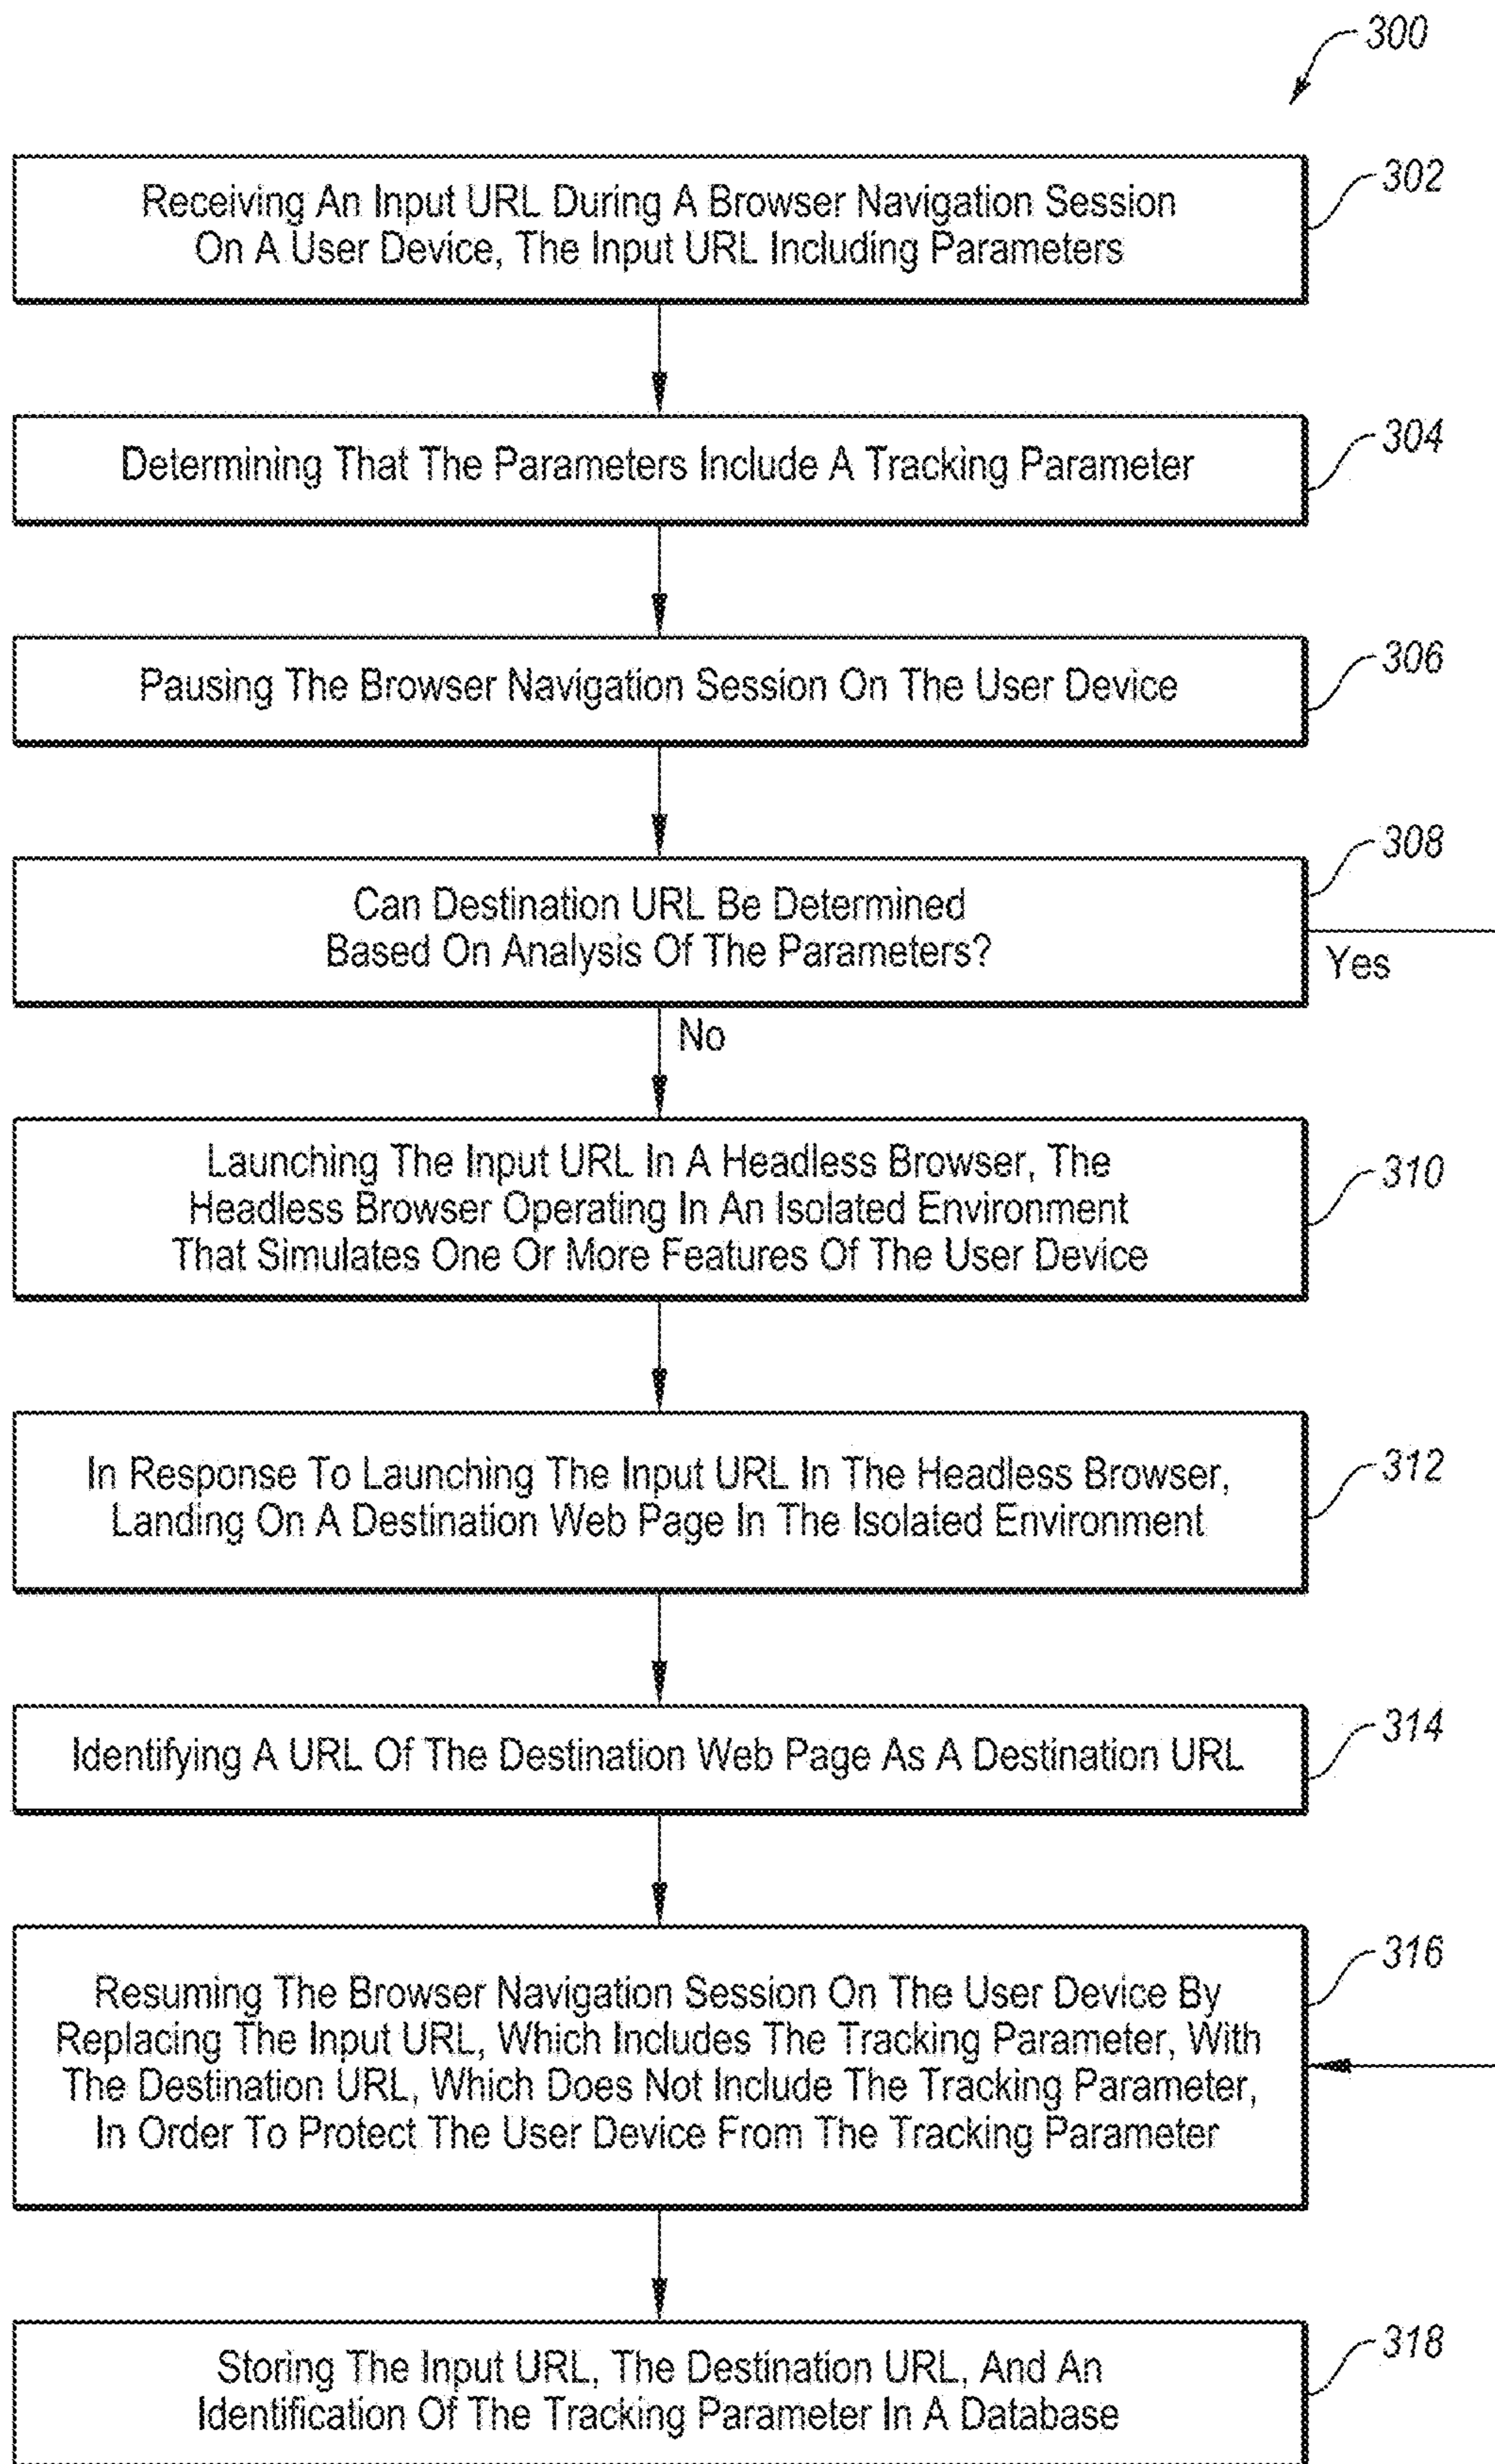 300
Receiving An Input URL During A Browser Navigation Session
On A User Device, The Input URL Including Parameters
302
Determining That The Parameters Include A Tracking Parameter
304
Pausing The Browser Navigation Session On The User Device
306
Can Destination URL Be Determined
Based On Analysis Of The Parameters?
308
Yes
No
Launching The Input URL In A Headless Browser, The
Headless Browser Operating In An Isolated Environment
That Simulates One Or More Features Of The User Device
310
In Response To Launching The Input URL In The Headless Browser,
Landing On A Destination Web Page In The Isolated Environment
312
Identifying A URL Of The Destination Web Page As A Destination URL
314
Resuming The Browser Navigation Session On The User Device By
Replacing The Input URL, Which Includes The Tracking Parameter, With
The Destination URL, Which Does Not Include The Tracking Parameter,
In Order To Protect The User Device From The Tracking Parameter
316
Storing The Input URL, The Destination URL, And An
Identification Of The Tracking Parameter In A Database
318